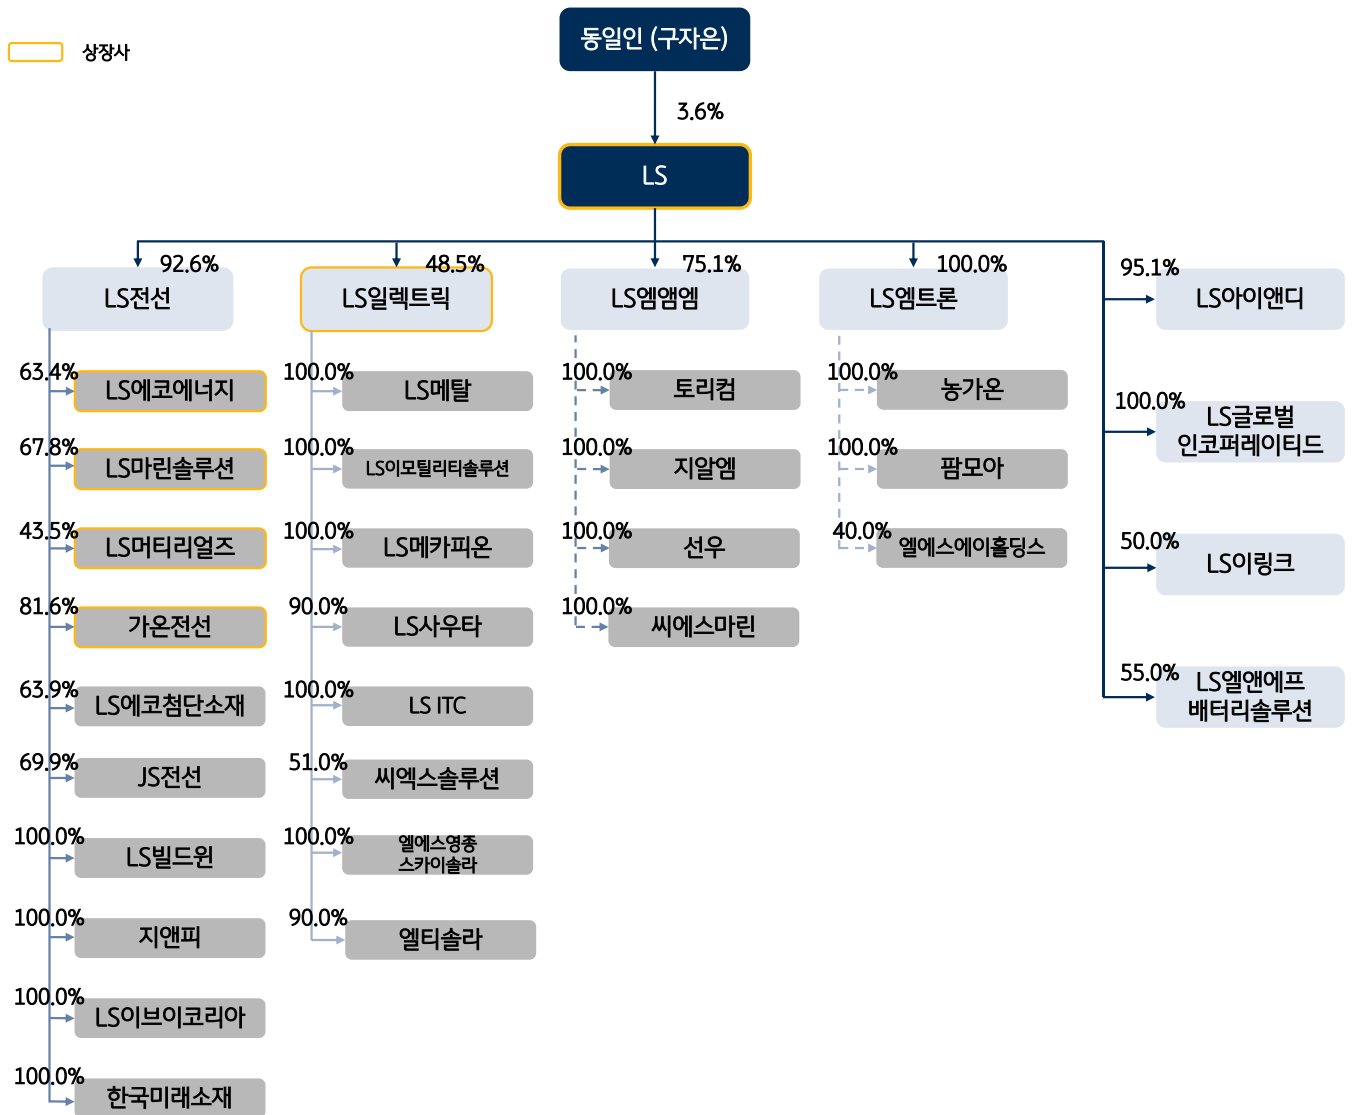 동일인 (구자은)
상장사
3.6%
LS
92.6%
LS전선
48.5%
LS일렉트릭
75.1%
LS엠앤엠
100.0%
LS엠트론
95.1%
LS아이앤디
100.0%
LS글로벌
인코퍼레이티드
50.0%
LS이링크
55.0%
LS엘앤에프
배터리솔루션
63.4%
LS에코에너지
67.8%
LS마린솔루션
43.5%
LS머티리얼즈
81.6%
가온전선
63.9%
LS에코첨단소재
69.9%
JS전선
100.0%
LS빌드윈
100.0%
지앤피
100.0%
LS이브이코리아
100.0%
한국미래소재
100.0%
LS메탈
100.0%
LS이모빌리티솔루션
100.0%
LS메카피온
90.0%
LS사우타
100.0%
LS ITC
51.0%
씨엑스솔루션
100.0%
엘에스영종
스카이솔라
90.0%
엘티솔라
100.0%
토리컴
100.0%
지알엠
100.0%
선우
100.0%
씨에스마린
100.0%
농가온
100.0%
팜모아
40.0%
엘에스에이홀딩스